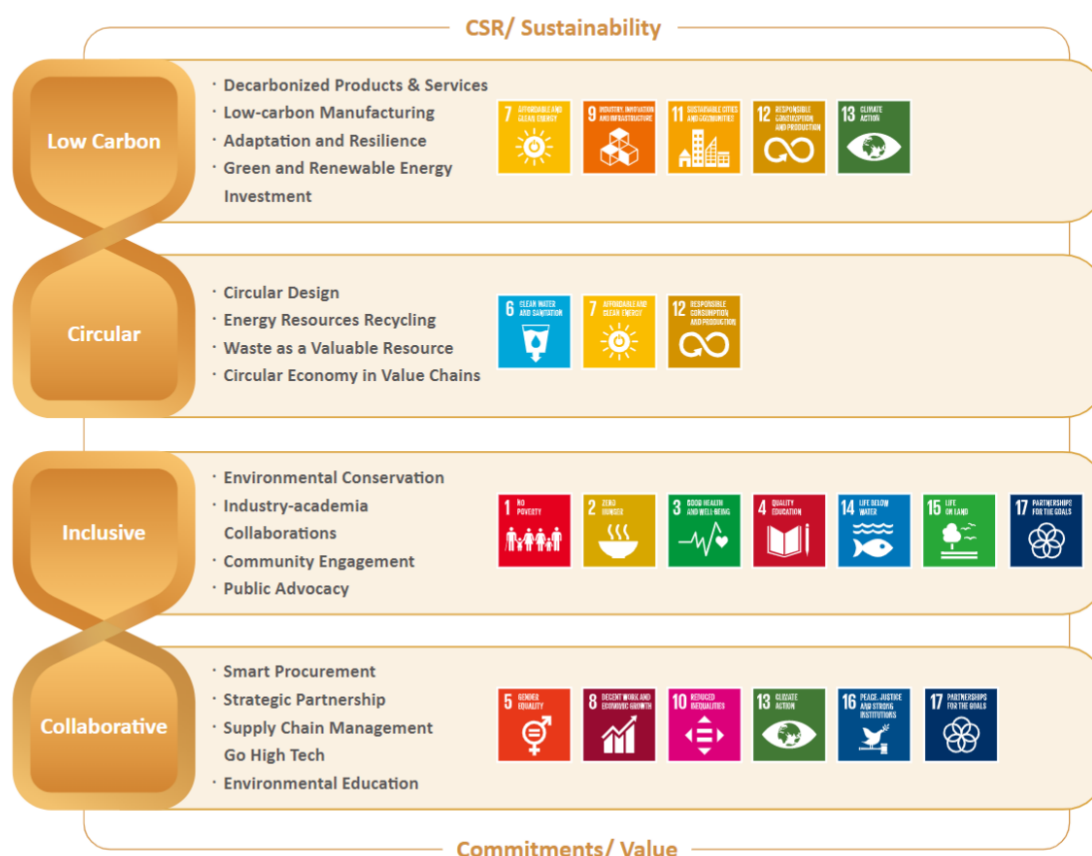 CSR/ Sustainability
Low Carbon
· Decarbonized Products & Services
· Low-carbon Manufacturing
· Adaptation and Resilience
· Green and Renewable Energy
Investment
7 AFFORDABLE AND
CLEAN ENERGY
9 INDUSTRY, INNOVATION
AND INFRASTRUCTURE
11 SUSTAINABLE CITIES
AND COMMUNITIES
12 RESPONSIBLE
CONSUMPTION
AND PRODUCTION
13 CLIMATE
ACTION
Circular
· Circular Design
· Energy Resources Recycling
· Waste as a Valuable Resource
· Circular Economy in Value Chains
6 CLEAN WATER
AND SANITATION
7 AFFORDABLE AND
CLEAN ENERGY
12 RESPONSIBLE
CONSUMPTION
AND PRODUCTION
Inclusive
· Environmental Conservation
· Industry-academia
Collaborations
· Community Engagement
· Public Advocacy
1 NO
POVERTY
2 ZERO
HUNGER
3 GOOD HEALTH
AND WELL-BEING
4 QUALITY
EDUCATION
14 LIFE BELOW
WATER
15 LIFE
ON LAND
17 PARTNERSHIPS
FOR THE GOALS
Collaborative
· Smart Procurement
· Strategic Partnership
· Supply Chain Management
Go High Tech
· Environmental Education
5 GENDER
EQUALITY
8 DECENT WORK AND
ECONOMIC GROWTH
10 REDUCED
INEQUALITIES
13 CLIMATE
ACTION
16 PEACE, JUSTICE
AND STRONG
INSTITUTIONS
17 PARTNERSHIPS
FOR THE GOALS
Commitments/ Value